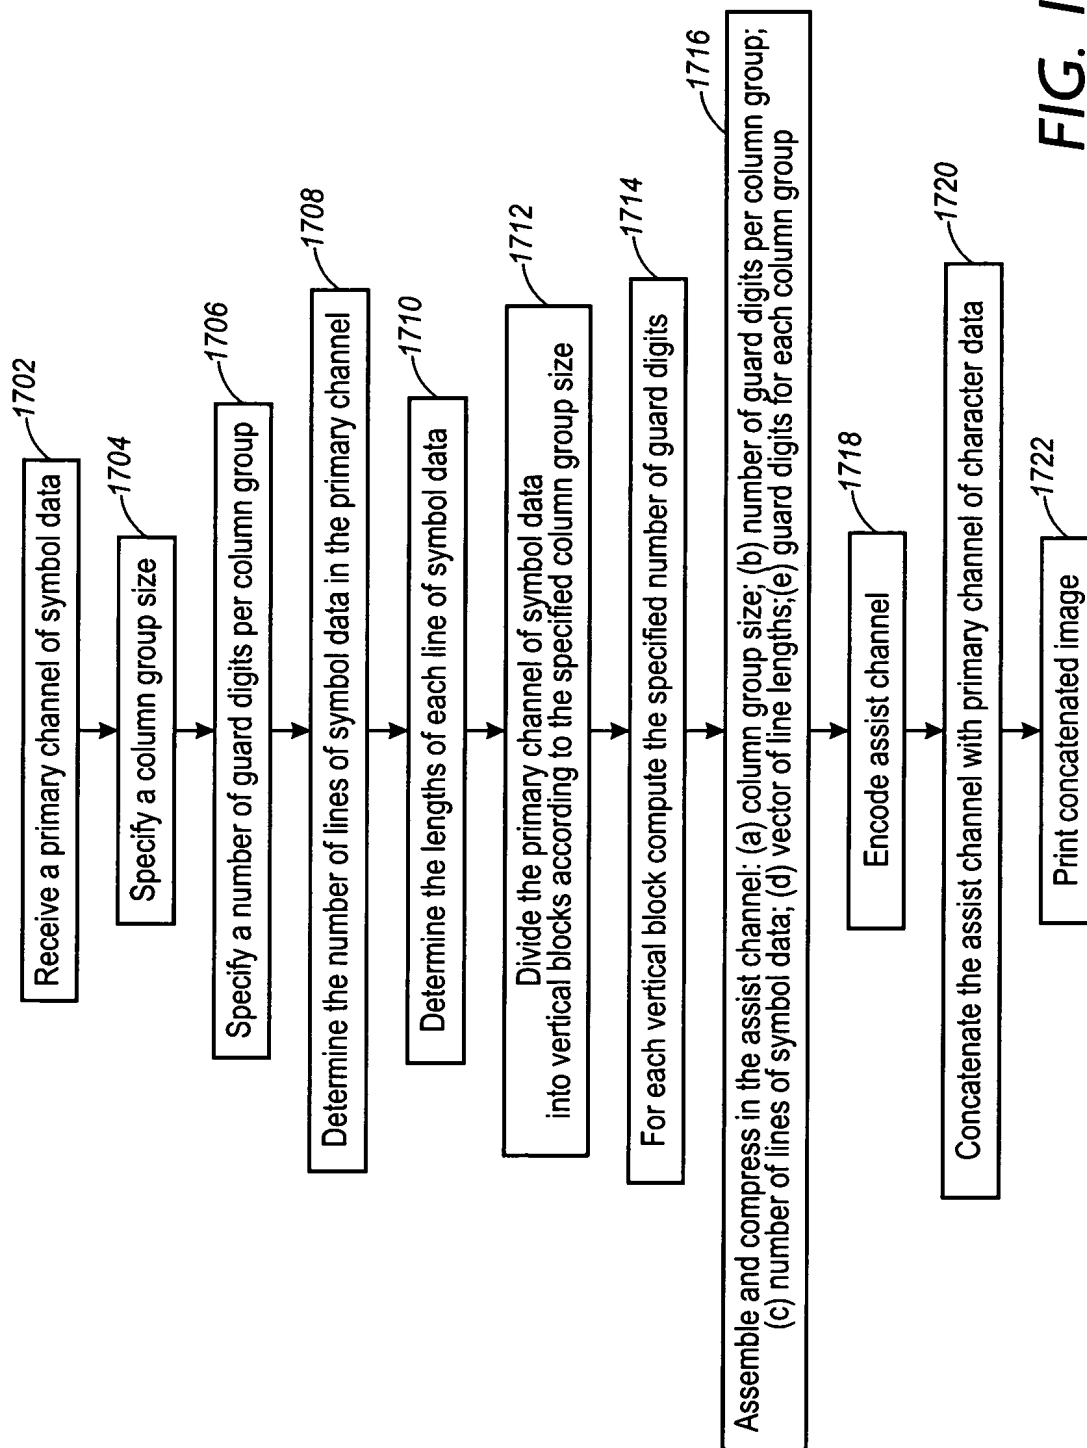 1702
Receive a primary channel of symbol data
1704
Specify a column group size
1706
Specify a number of guard digits per column group
1708
Determine the number of lines of symbol data in the primary channel
1710
Determine the lengths of each line of symbol data
1712
Divide the primary channel of symbol data
into vertical blocks according to the specified column group size
1714
For each vertical block compute the specified number of guard digits
1716
Assemble and compress in the assist channel: (a) column group size; (b) number of guard digits per column group;
(c) number of lines of symbol data; (d) vector of line lengths;(e) guard digits for each column group
1718
Encode assist channel
1720
Concatenate the assist channel with primary channel of character data
1722
Print concatenated image
FIG.